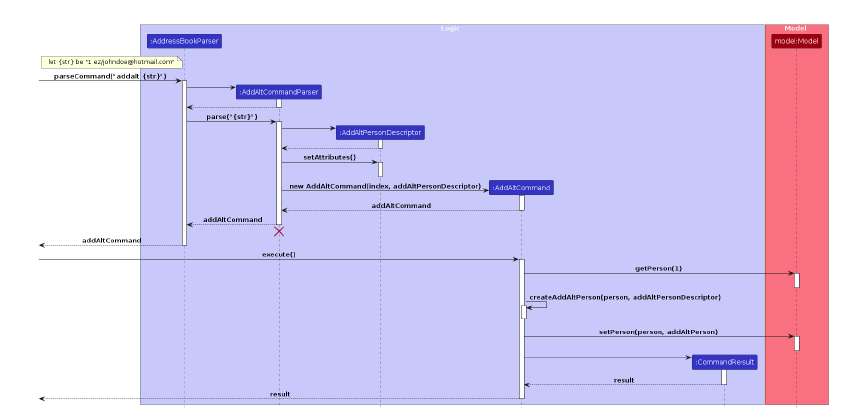 Logic
Model
:AddressBookParser
model:Model
let {str} be "1 e2/johndoe@hotmail.com"
parseCommand("addalt {str}")
:AddAltCommandParser
parse("{str}")
:AddAltPersonDescriptor
setAttributes()
new AddAltCommand(index, addAltPersonDescriptor)
:AddAltCommand
addAltCommand
addAltCommand
addAltCommand
execute()
getPerson(1)
createAddAltPerson(person, addAltPersonDescriptor)
setPerson(person, addAltPerson)
:CommandResult
result
result